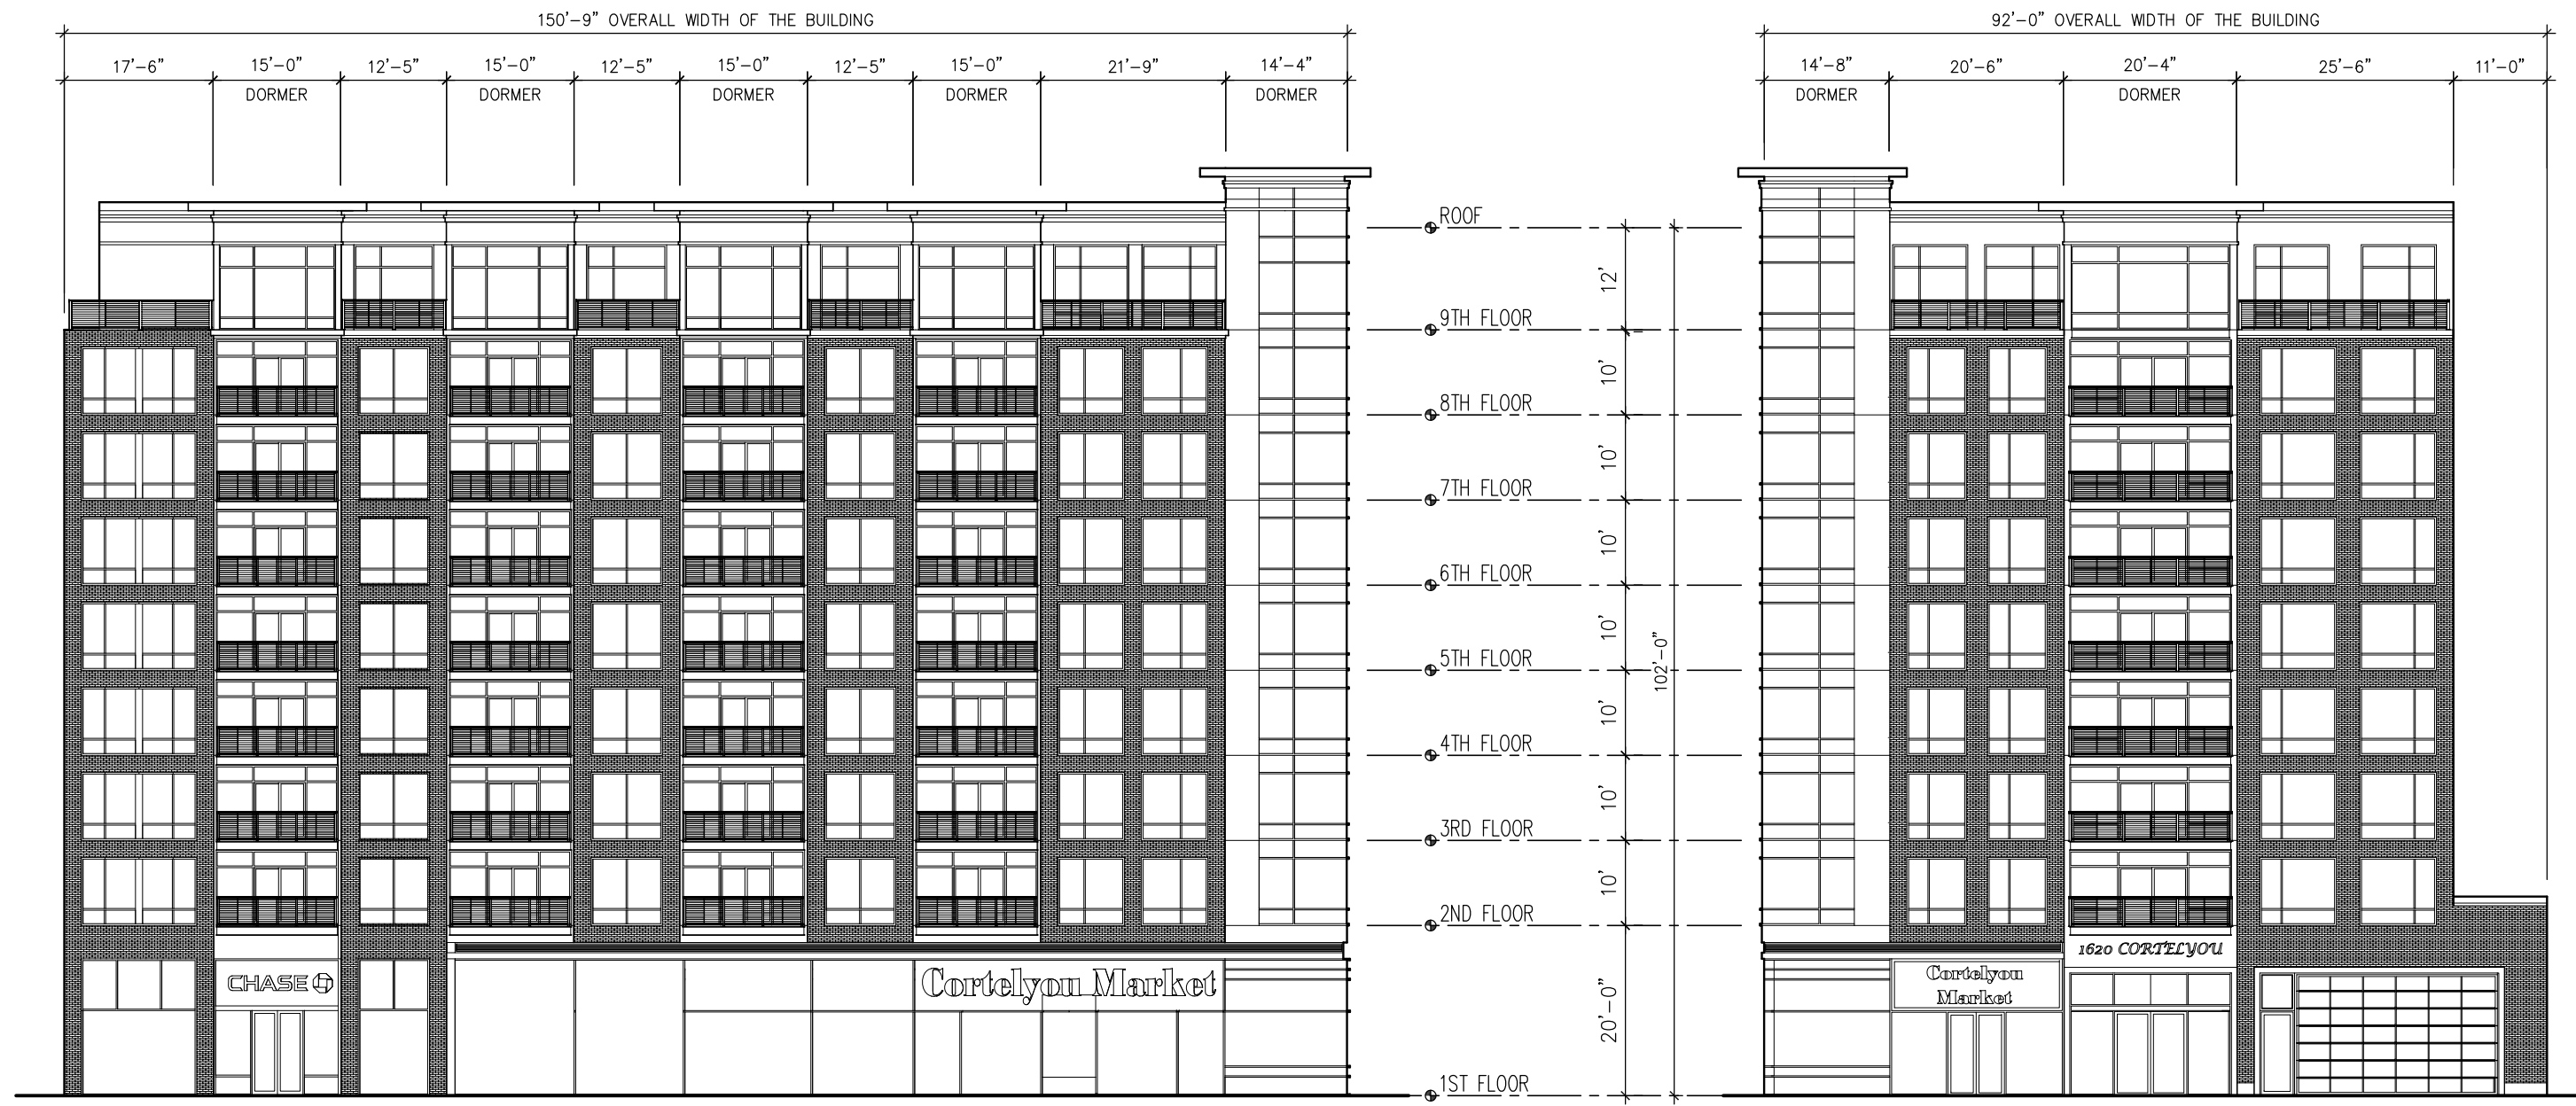 150'-9" OVERALL WIDTH OF THE BUILDING
17'-6" 15'-0" 12'-5" 15'-0" 12'-5" 15'-0" 12'-5" 15'-0" 21'-9" 14'-4"
DORMER DORMER DORMER DORMER DORMER
92'-0" OVERALL WIDTH OF THE BUILDING
14'-8" 20'-6" 20'-4" 25'-6" 11'-0"
DORMER DORMER
ROOF
12'
9TH FLOOR
10'
8TH FLOOR
10'
7TH FLOOR
10'
6TH FLOOR
10'
5TH FLOOR
102'-0"
10'
4TH FLOOR
10'
3RD FLOOR
10'
2ND FLOOR
20'-0"
1ST FLOOR
CHASE
Cortelyou Market
Cortelyou
Market
1620 CORTELYOU